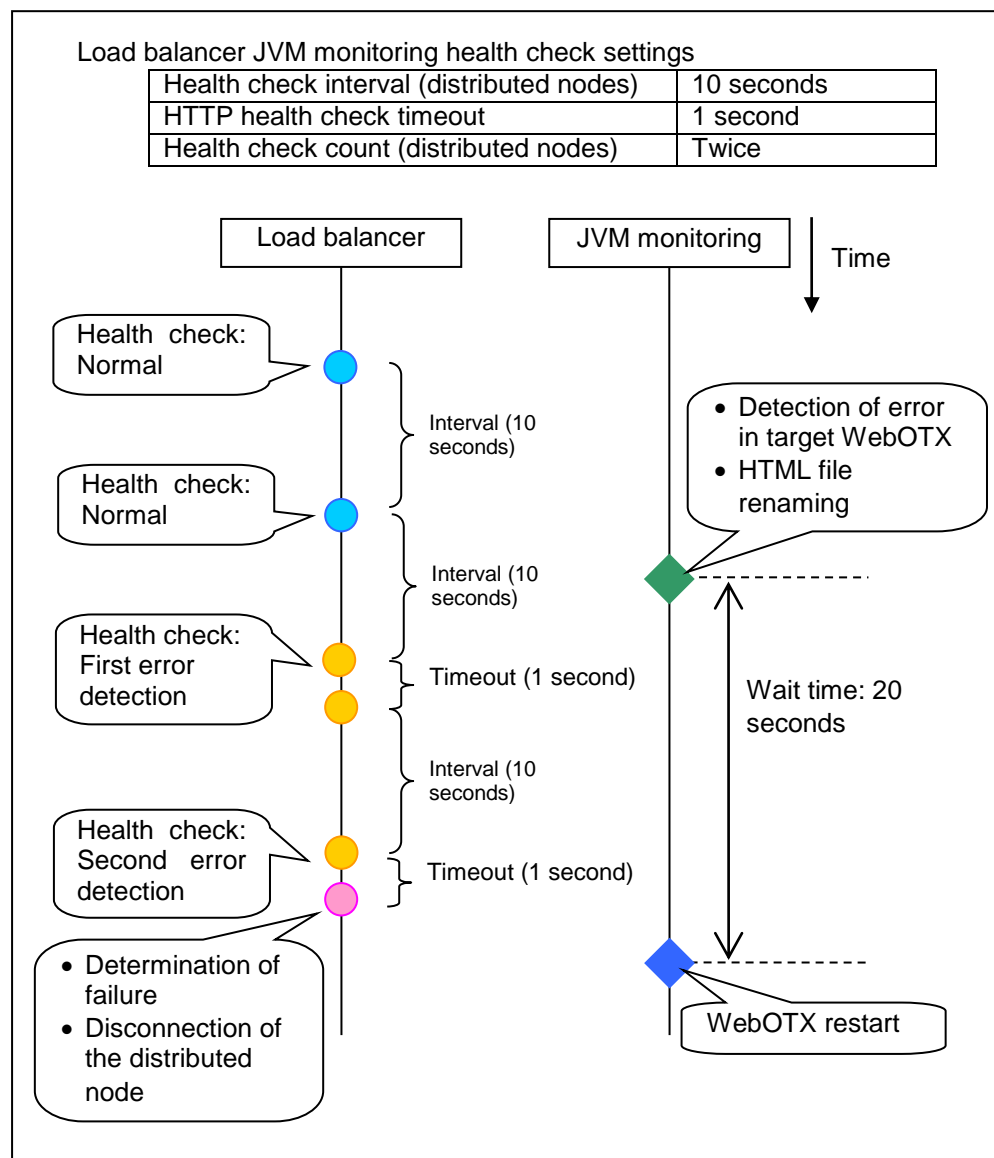 Load balancer JVM monitoring health check settings
Health check interval (distributed nodes) 10 seconds
HTTP health check timeout 1 second
Health check count (distributed nodes) Twice
Load balancer
JVM monitoring
Time
Health check:
Normal
Interval (10
seconds)
• Detection of error
in target WebOTX
• HTML file
renaming
Health check:
Normal
Interval (10
seconds)
Health check:
First error
detection
Timeout (1 second)
Wait time: 20
seconds
Interval (10
seconds)
Health check:
Second error
detection
Timeout (1 second)
• Determination of
failure
• Disconnection of
the distributed
node
WebOTX restart